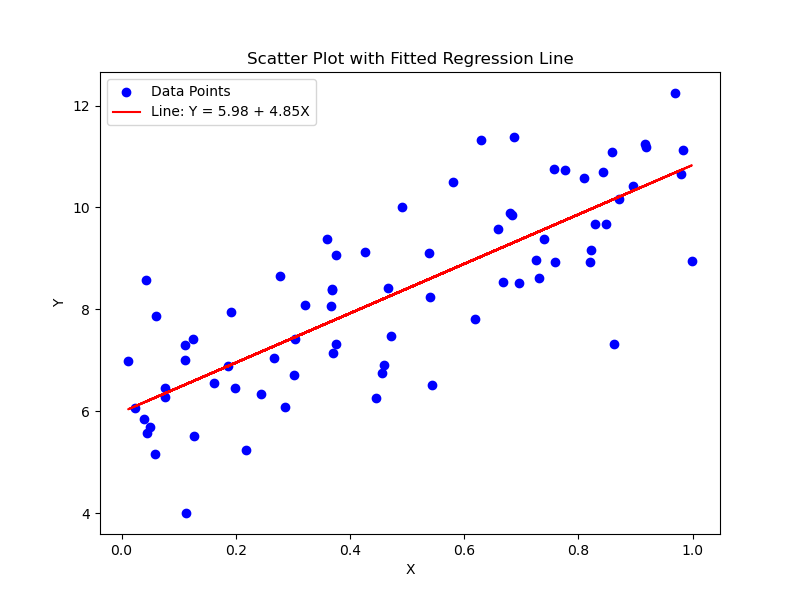 Scatter Plot with Fitted Regression Line
Data Points
Line: Y = 5.98 + 4.85X
12
10
8
6
4
Y
0.0 0.2 0.4 0.6 0.8 1.0
X